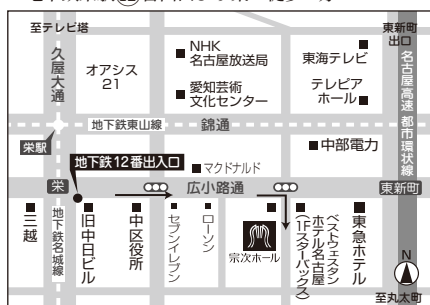 至テレビ塔
東新町
出口
久屋大通
オアシス
21
NHK
名古屋放送局
愛知芸術
文化センター
東海テレビ
テレピア
ホール
名古屋高速 都市環状線
地下鉄東山線
錦通
栄駅
地下鉄12番出入口
中部電力
マクドナルド
栄
広小路通
東新町
三越
地下鉄名城線
旧中日ビル
中区役所
セブンイレブン
ローソン
宗次ホール
ベストウェスタン
ホテル名古屋
(1Fスターバックス)
東急ホテル
N
至丸太町